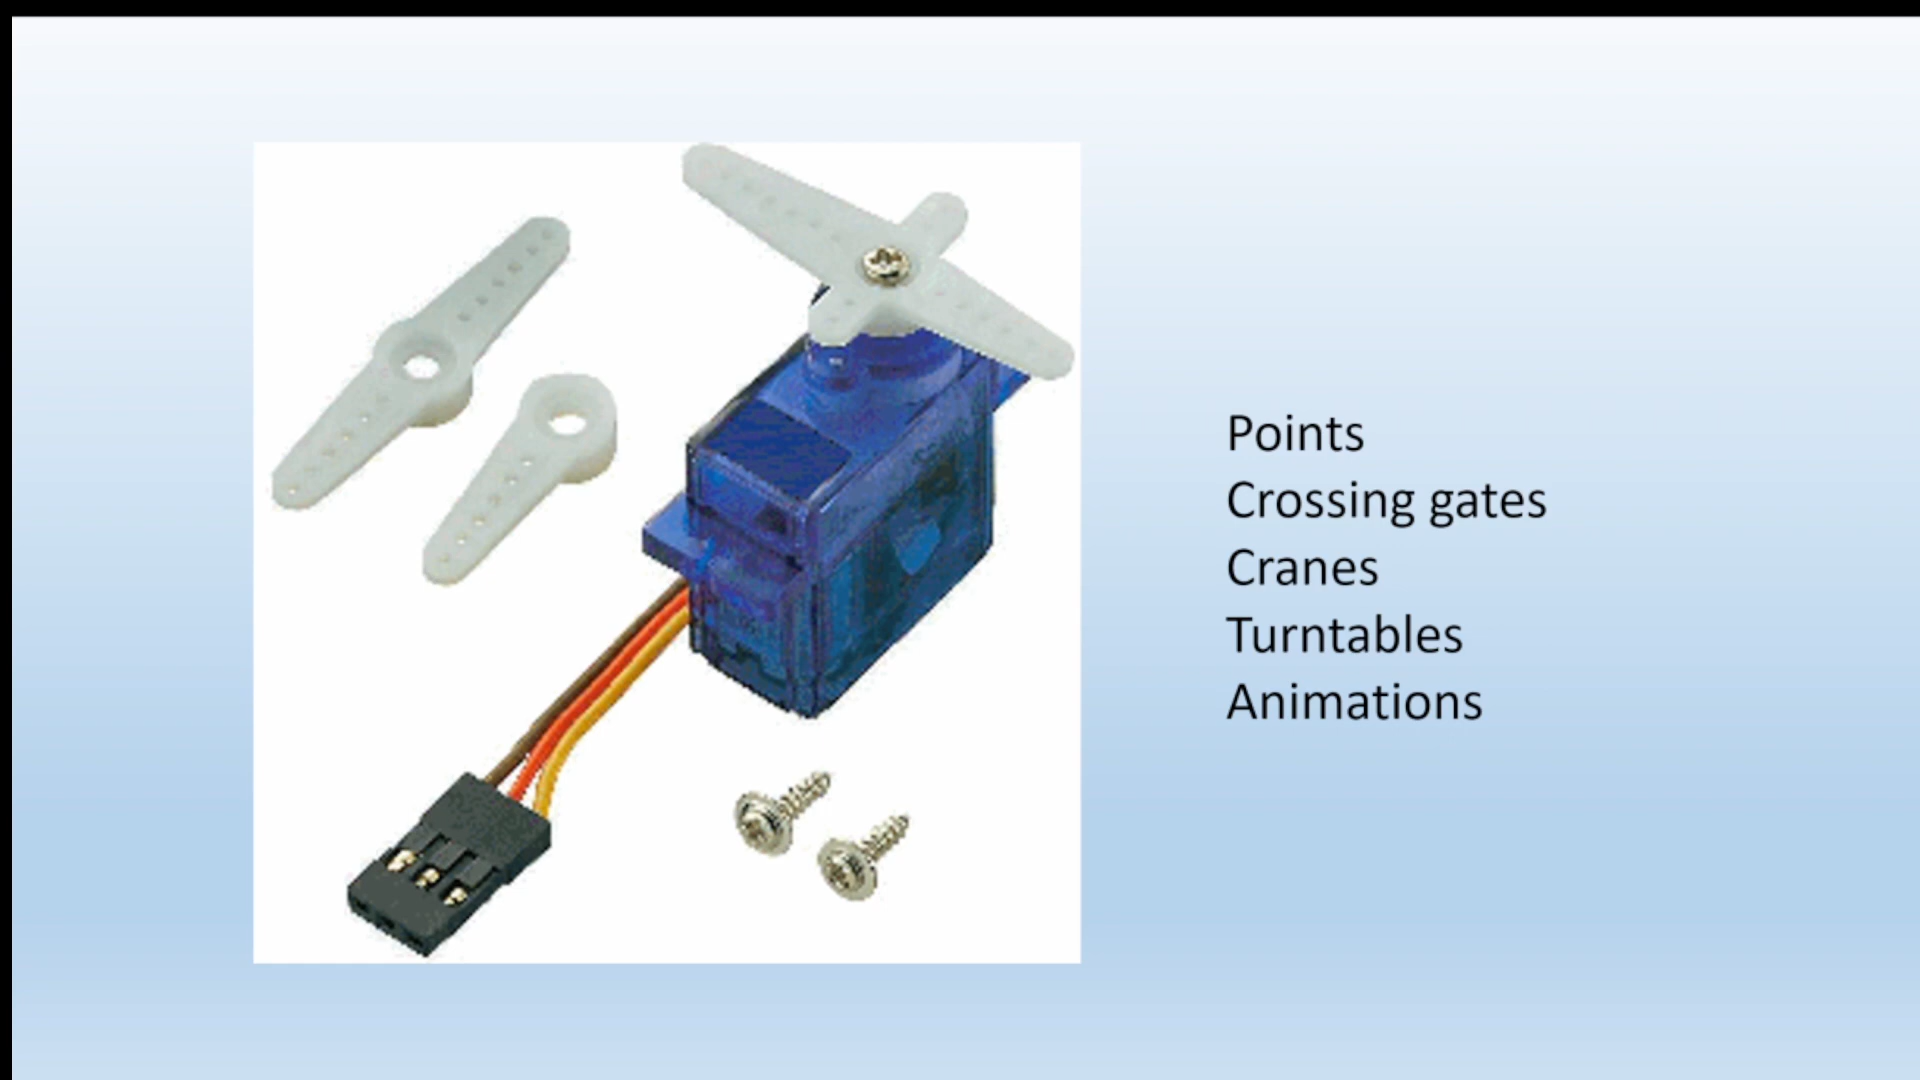 Points
Crossing gates
Cranes
Turntables
Animations